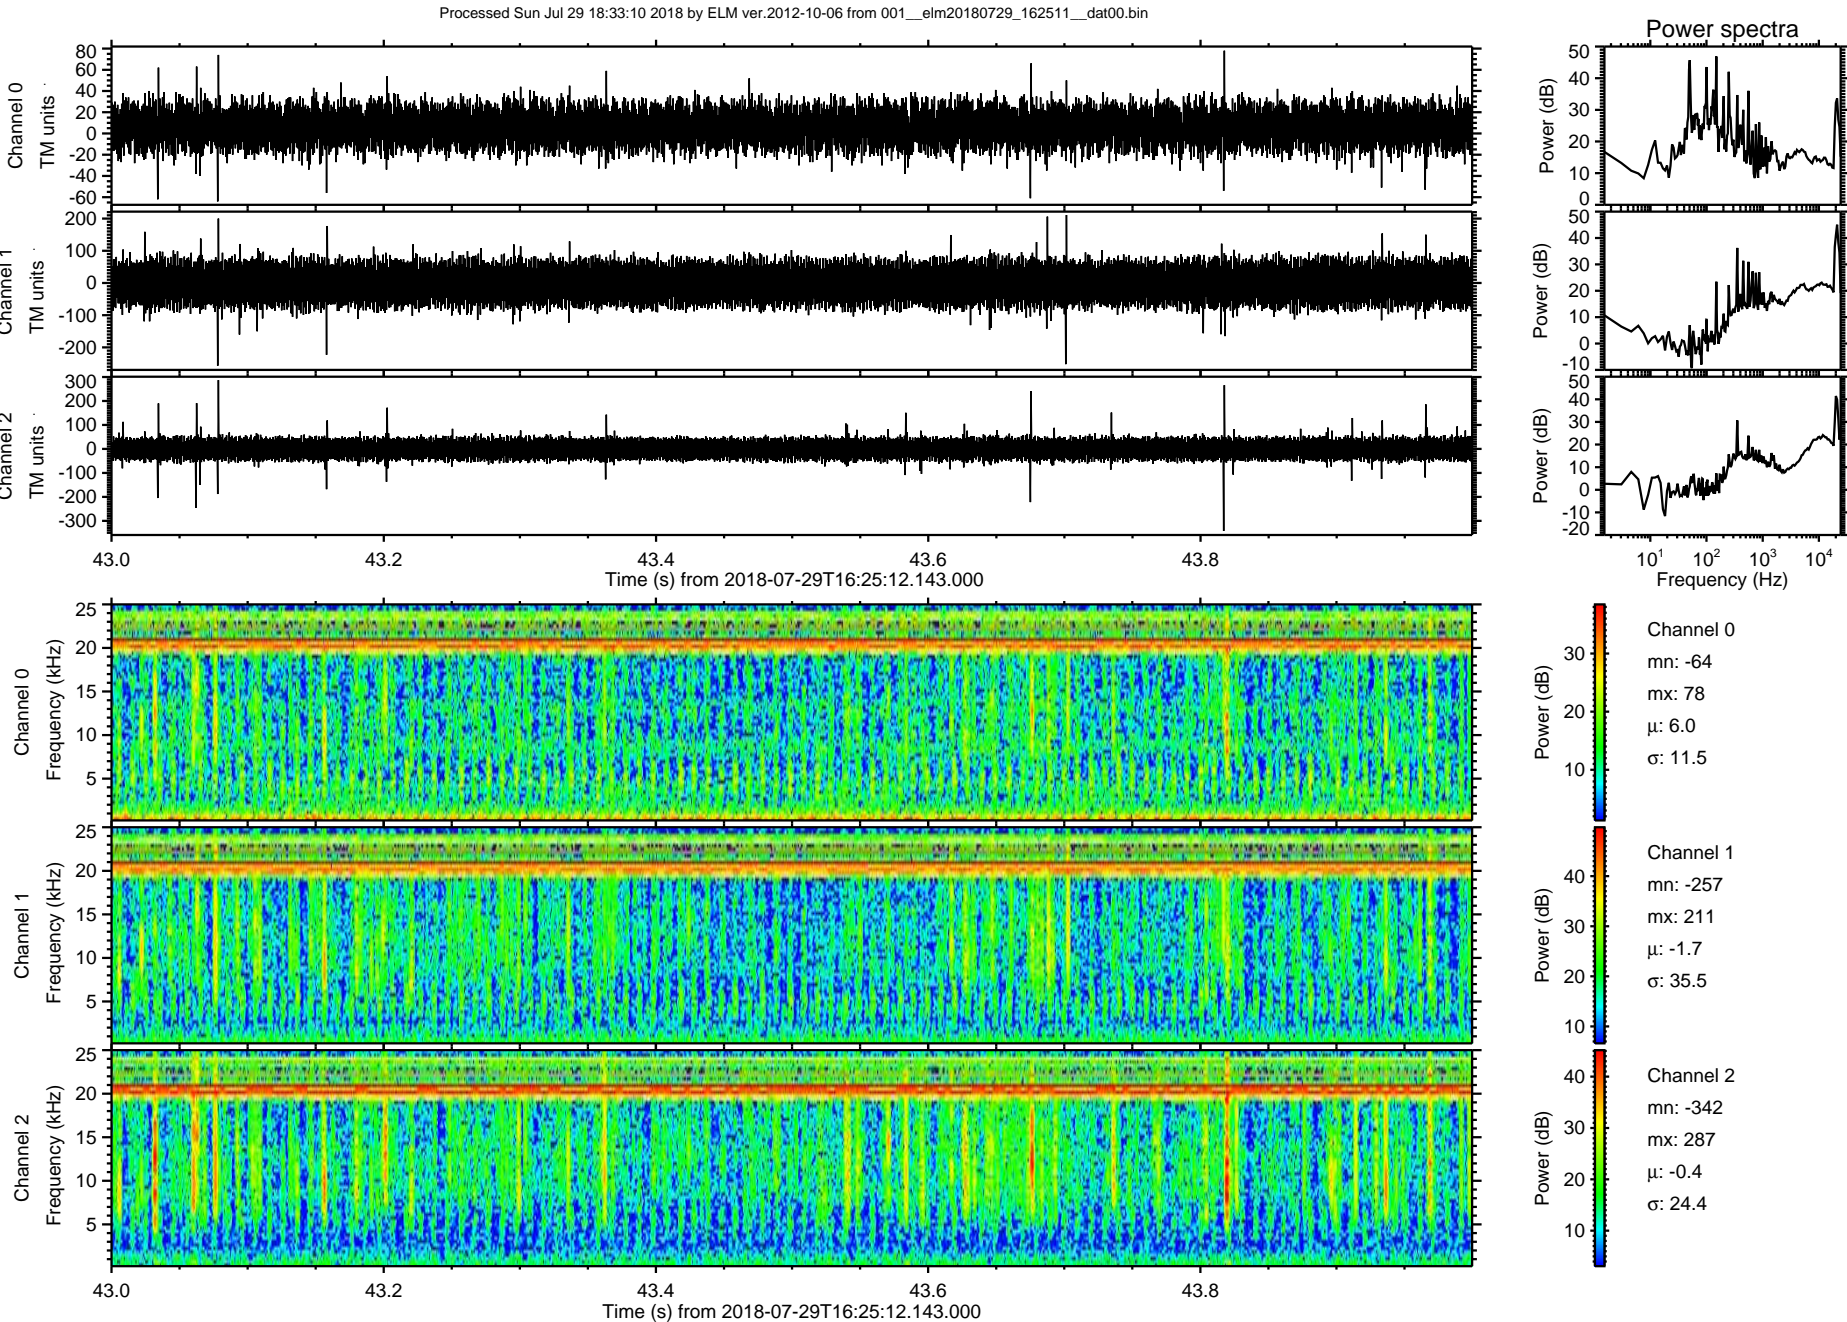 Processed Sun Jul 29 18:33:10 2018 by ELM ver.2012-10-06 from 001__elm20180729_162511__dat00.bin
Power spectra
Channel 0
TM units
80
60
40
20
0
-20
-40
-60
Power (dB)
50
40
30
20
10
0
Channel 1
TM units
200
100
0
-100
-200
Power (dB)
50
40
30
20
10
0
-10
Channel 2
TM units
300
200
100
0
-100
-200
-300
Power (dB)
50
40
30
20
10
0
-10
-20
43.0 43.2 43.4 43.6 43.8
Time (s) from 2018-07-29T16:25:12.143.000
10^1 10^2 10^3 10^4
Frequency (Hz)
Channel 0
Frequency (kHz)
25
20
15
10
5
Power (dB)
30
20
10
Channel 0
mn: -64
mx: 78
μ: 6.0
σ: 11.5
Channel 1
Frequency (kHz)
25
20
15
10
5
Power (dB)
40
30
20
10
Channel 1
mn: -257
mx: 211
μ: -1.7
σ: 35.5
Channel 2
Frequency (kHz)
25
20
15
10
5
Power (dB)
40
30
20
10
Channel 2
mn: -342
mx: 287
μ: -0.4
σ: 24.4
43.0 43.2 43.4 43.6 43.8
Time (s) from 2018-07-29T16:25:12.143.000